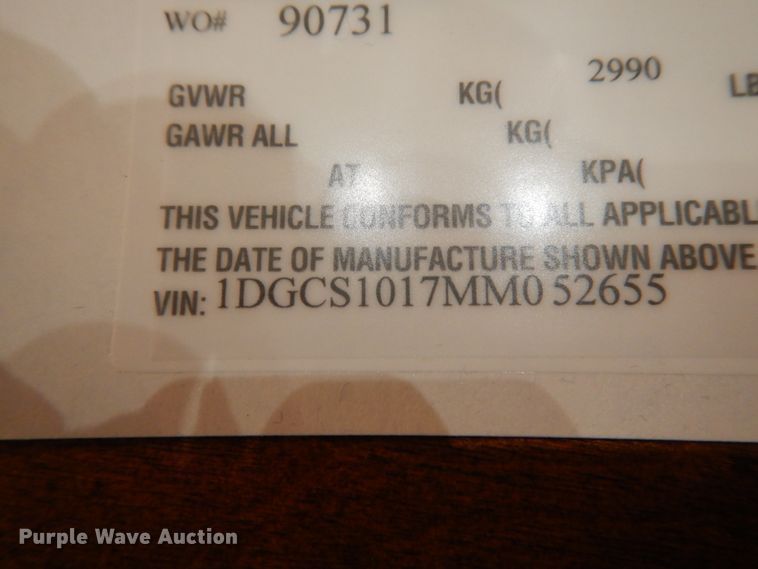 WO# 90731
2990
GVWR KG( LB
GAWR ALL KG(
AT KPA(
THIS VEHICLE CONFORMS TO ALL APPLICABL
THE DATE OF MANUFACTURE SHOWN ABOVE
VIN: 1DGCS1017MM0 52655
Purple Wave Auction